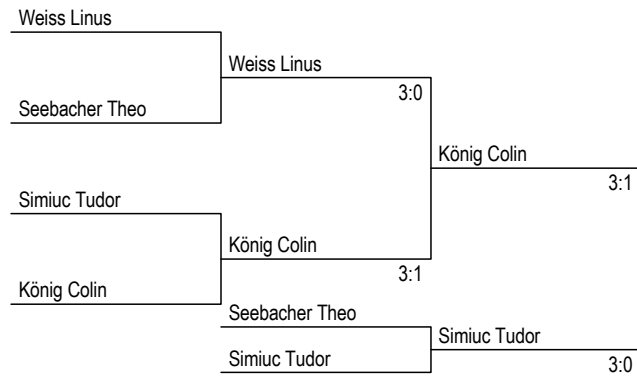 Weiss Linus
Weiss Linus
3:0
Seebacher Theo
König Colin
3:1
Simiuc Tudor
König Colin
3:1
König Colin
Seebacher Theo
Simiuc Tudor
Simiuc Tudor
3:0